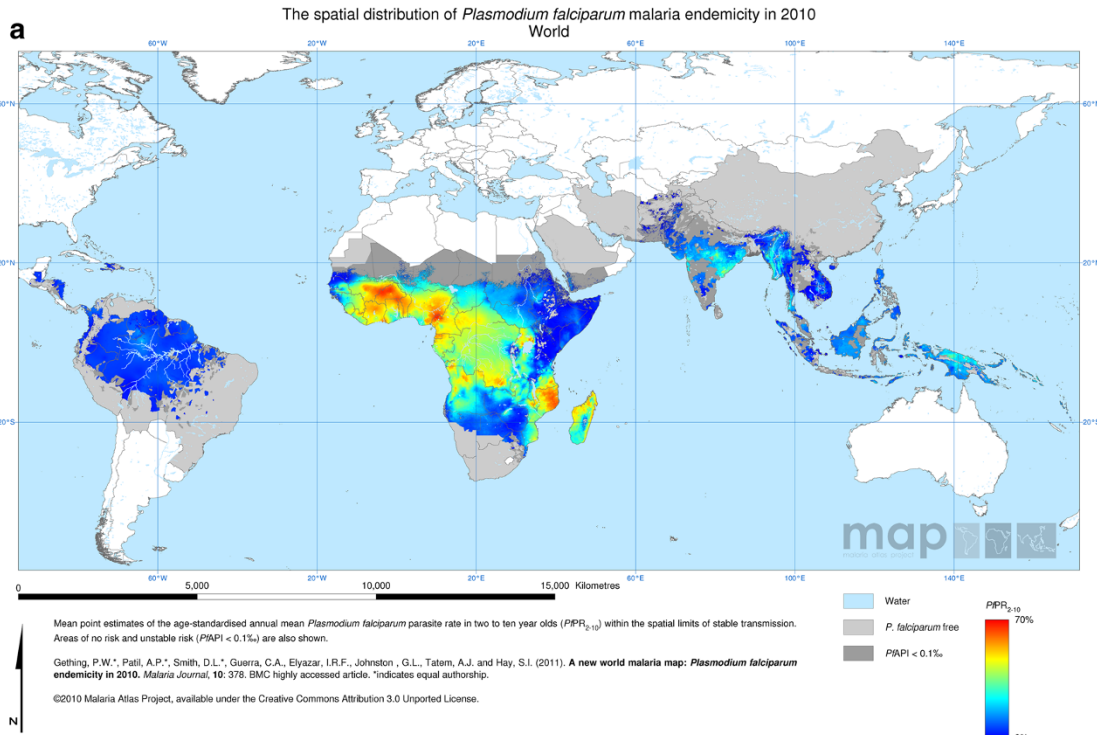 The spatial distribution of Plasmodium falciparum malaria endemicity in 2010
World
a
60°W 20°W 20°E 60°E 100°E 140°E
60°N 60°N
20°N 20°N
20°S 20°S
map
malaria atlas project
60°W 20°W 20°E 60°E 100°E 140°E
0 5,000 10,000 15,000 Kilometres
Water
P. falciparum free
PfAPI < 0.1‰
PfPR2-10
70%
0%
Mean point estimates of the age-standardised annual mean Plasmodium falciparum parasite rate in two to ten year olds (PfPR2-10) within the spatial limits of stable transmission.
Areas of no risk and unstable risk (PfAPI < 0.1‰) are also shown.
Gething, P.W.*, Patil, A.P.*, Smith, D.L.*, Guerra, C.A., Elyazar, I.R.F., Johnston , G.L., Tatem, A.J. and Hay, S.I. (2011). A new world malaria map: Plasmodium falciparum
endemicity in 2010. Malaria Journal, 10: 378. BMC highly accessed article. *indicates equal authorship.
©2010 Malaria Atlas Project, available under the Creative Commons Attribution 3.0 Unported License.
N